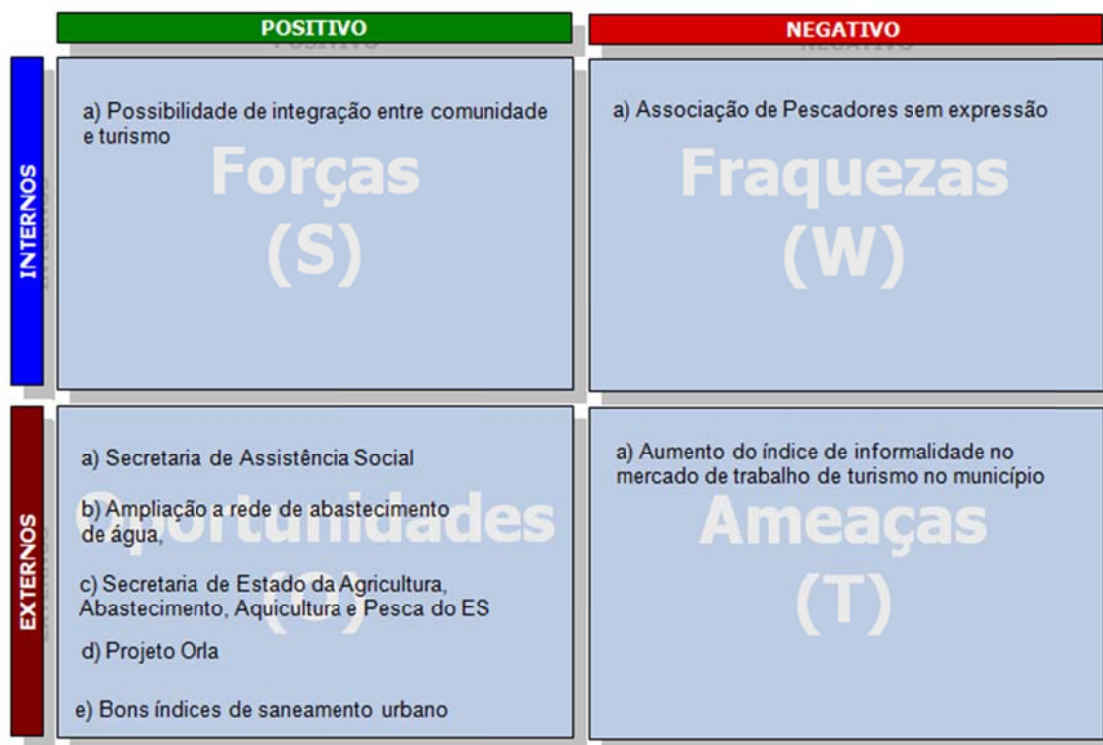 POSITIVO
NEGATIVO
INTERNOS
a) Possibilidade de integração entre comunidade
e turismo
Forças
(S)
a) Associação de Pescadores sem expressão
Fraquezas
(W)
EXTERNOS
a) Secretaria de Assistência Social
b) Ampliação a rede de abastecimento
de água,
c) Secretaria de Estado da Agricultura,
Abastecimento, Aquicultura e Pesca do ES
d) Projeto Orla
e) Bons índices de saneamento urbano
Oportunidades
(O)
a) Aumento do índice de informalidade no
mercado de trabalho de turismo no município
Ameaças
(T)